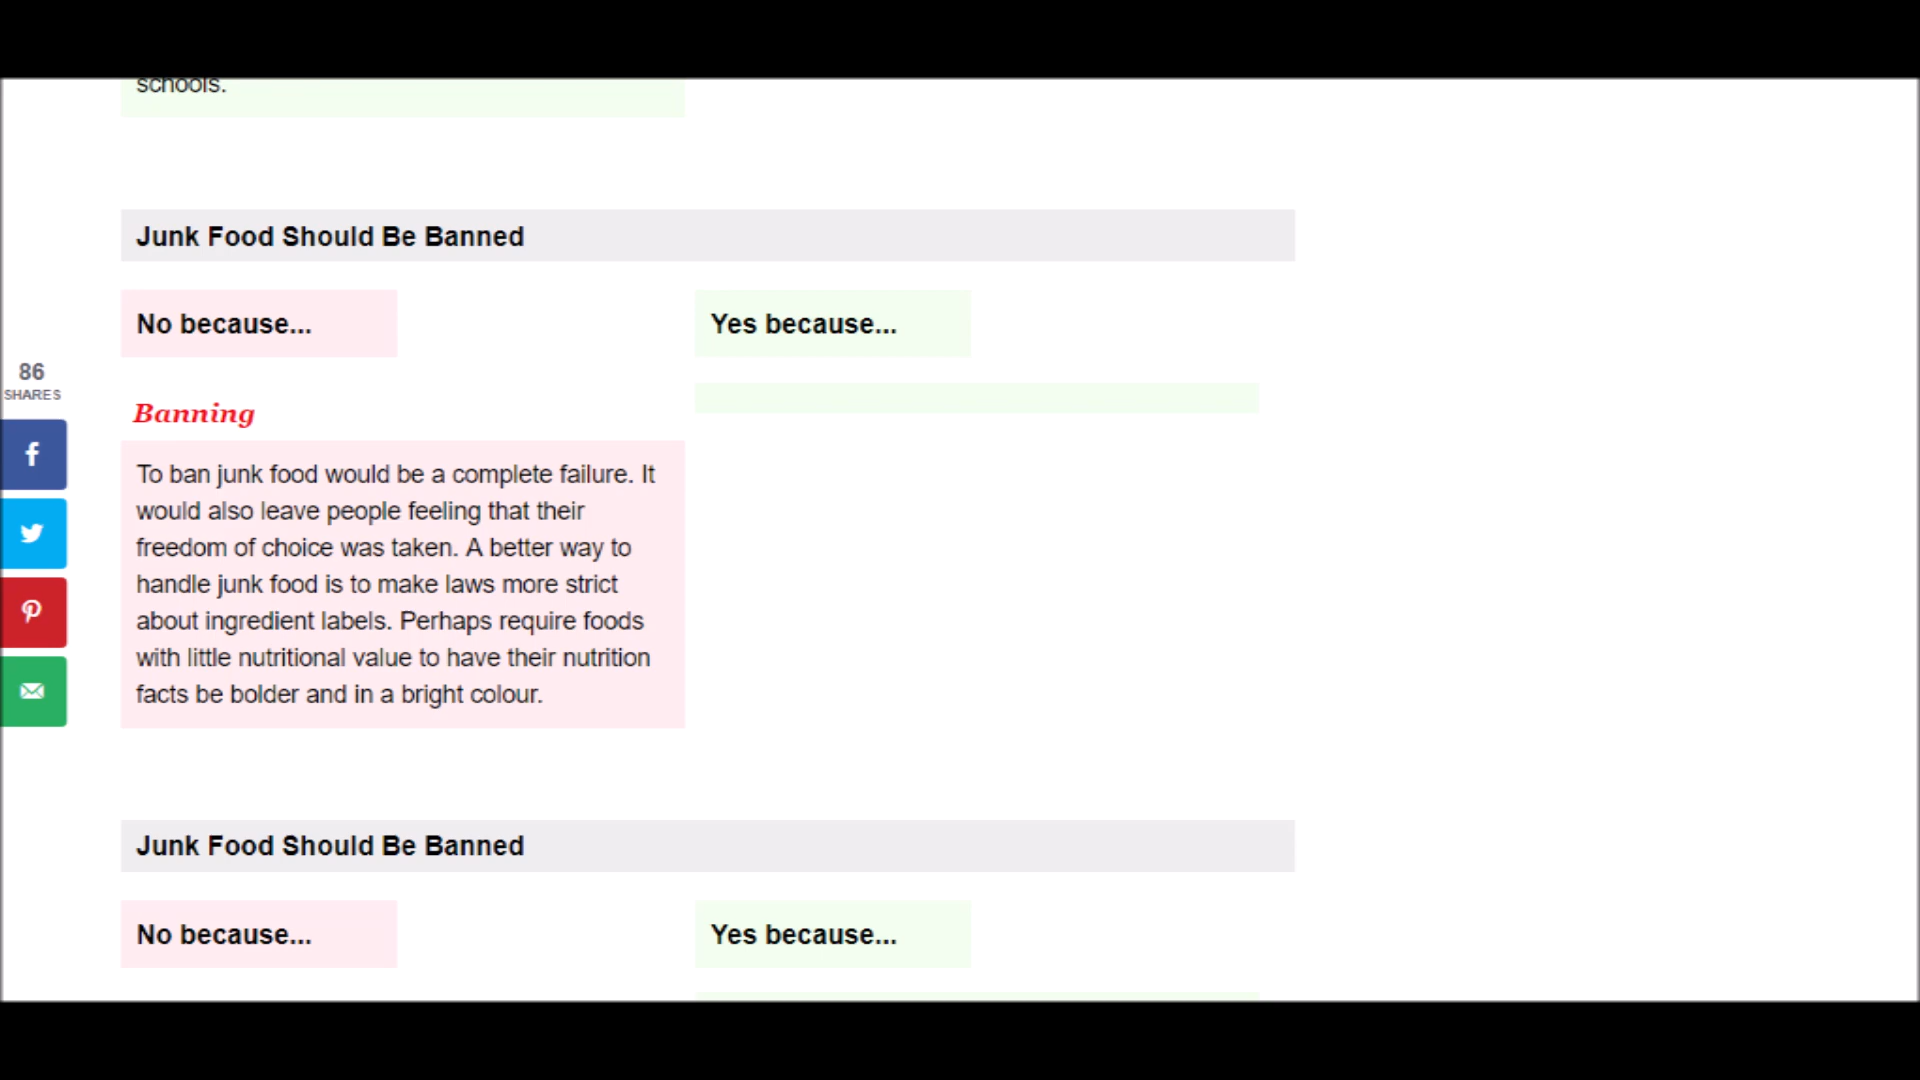 schools.
Junk Food Should Be Banned
No because...
Yes because...
86
SHARES
Banning
To ban junk food would be a complete failure. It
would also leave people feeling that their
freedom of choice was taken. A better way to
handle junk food is to make laws more strict
about ingredient labels. Perhaps require foods
with little nutritional value to have their nutrition
facts be bolder and in a bright colour.
Junk Food Should Be Banned
No because...
Yes because...